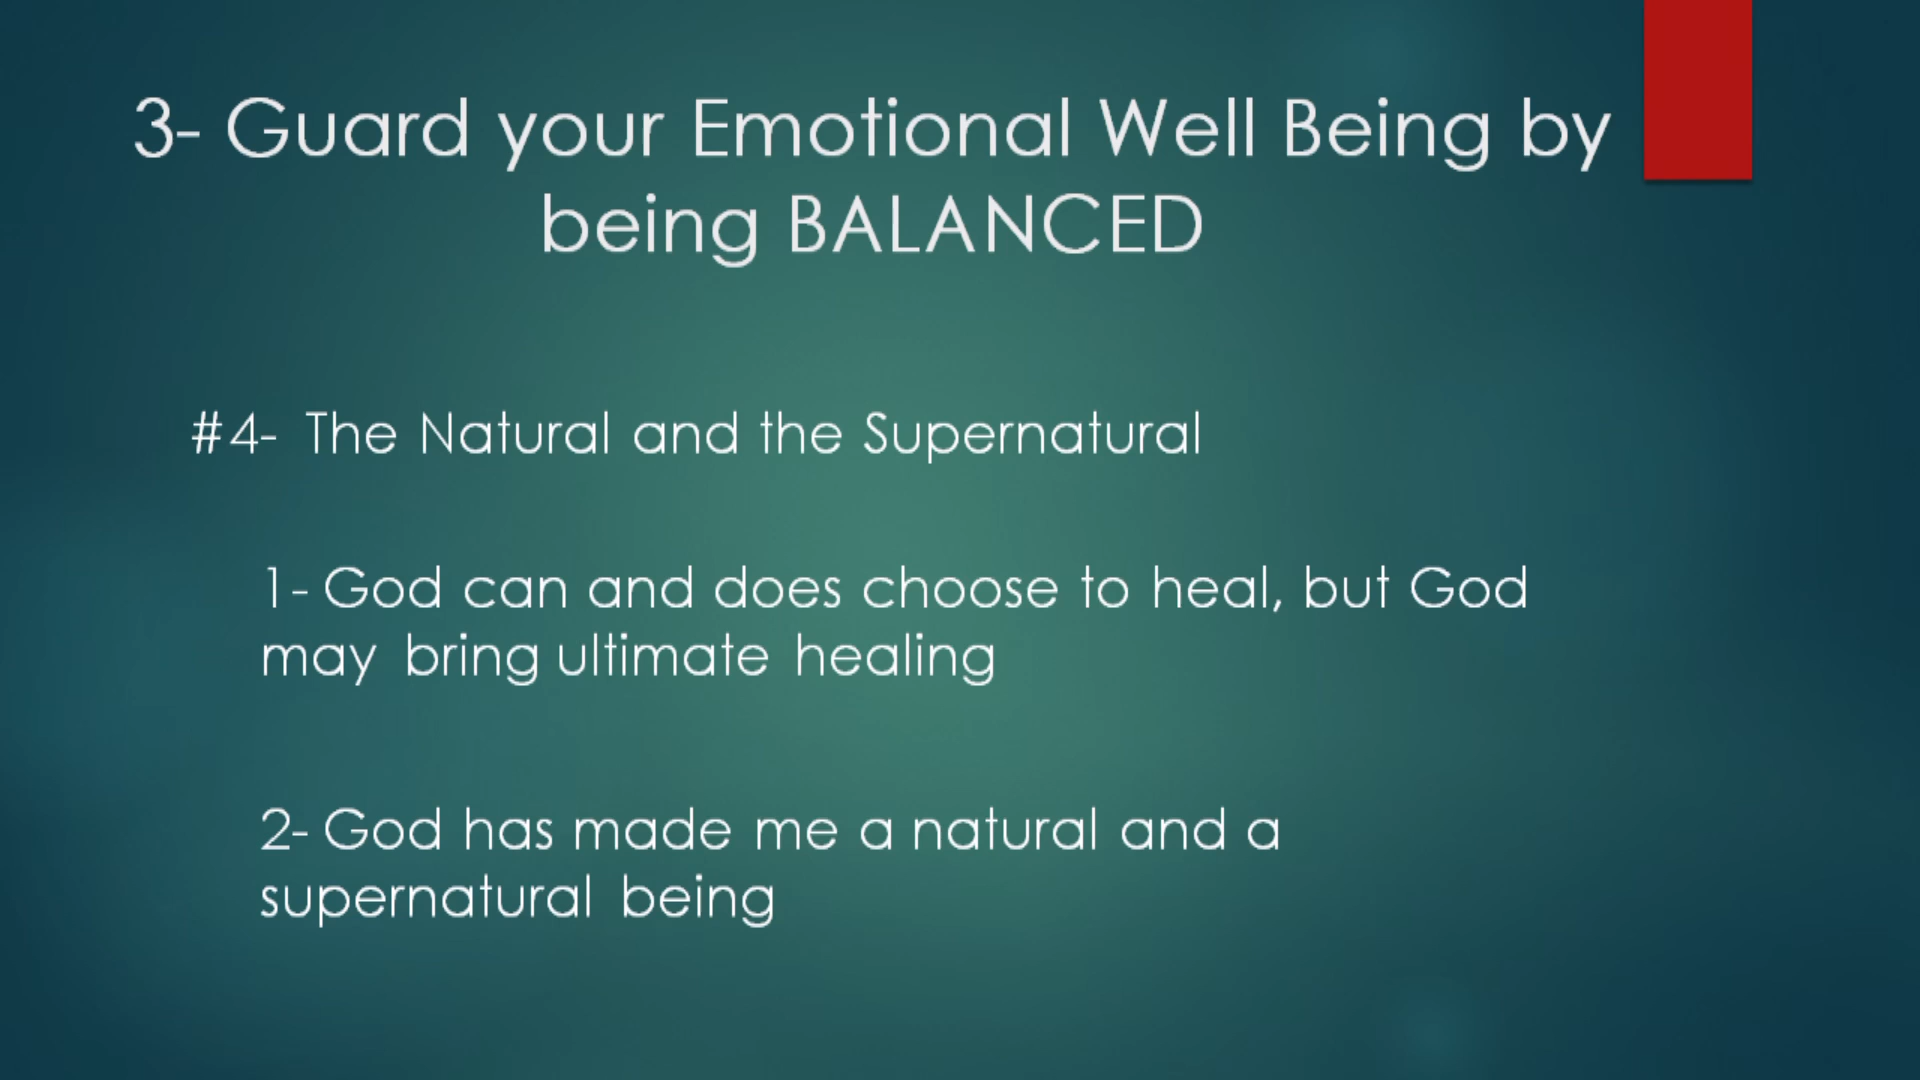 3- Guard your Emotional Well Being by
being BALANCED
#4- The Natural and the Supernatural
1- God can and does choose to heal, but God
may bring ultimate healing
2- God has made me a natural and a
supernatural being